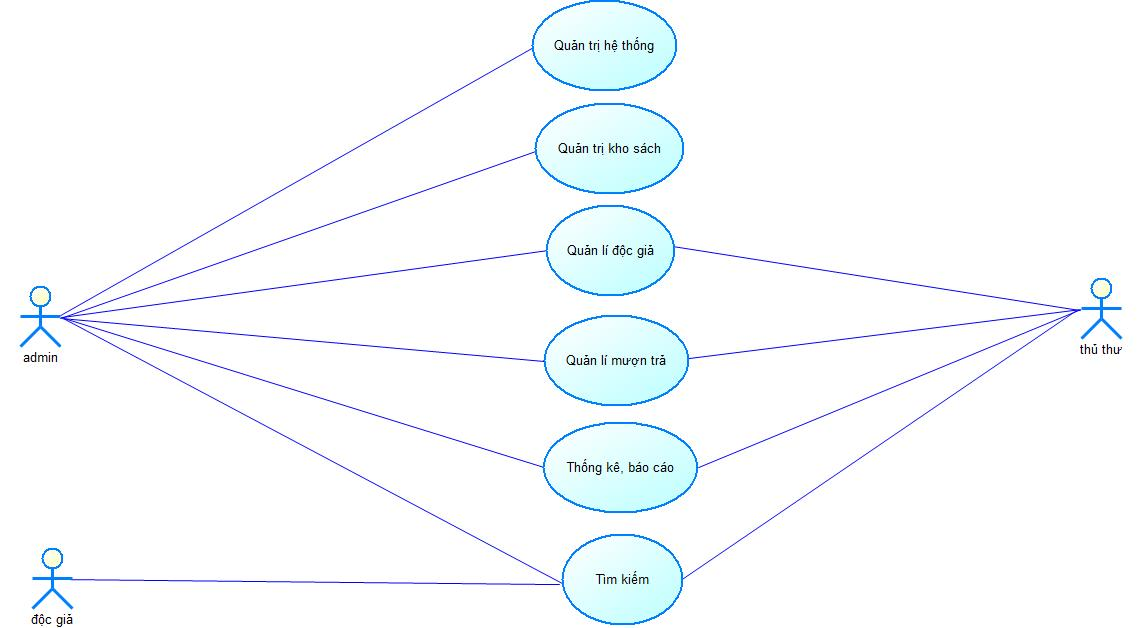 Quản trị hệ thống
Quản trị kho sách
Quản lí độc giả
admin
thủ thư
Quản lí mượn trả
Thống kê, báo cáo
Tìm kiếm
độc giả